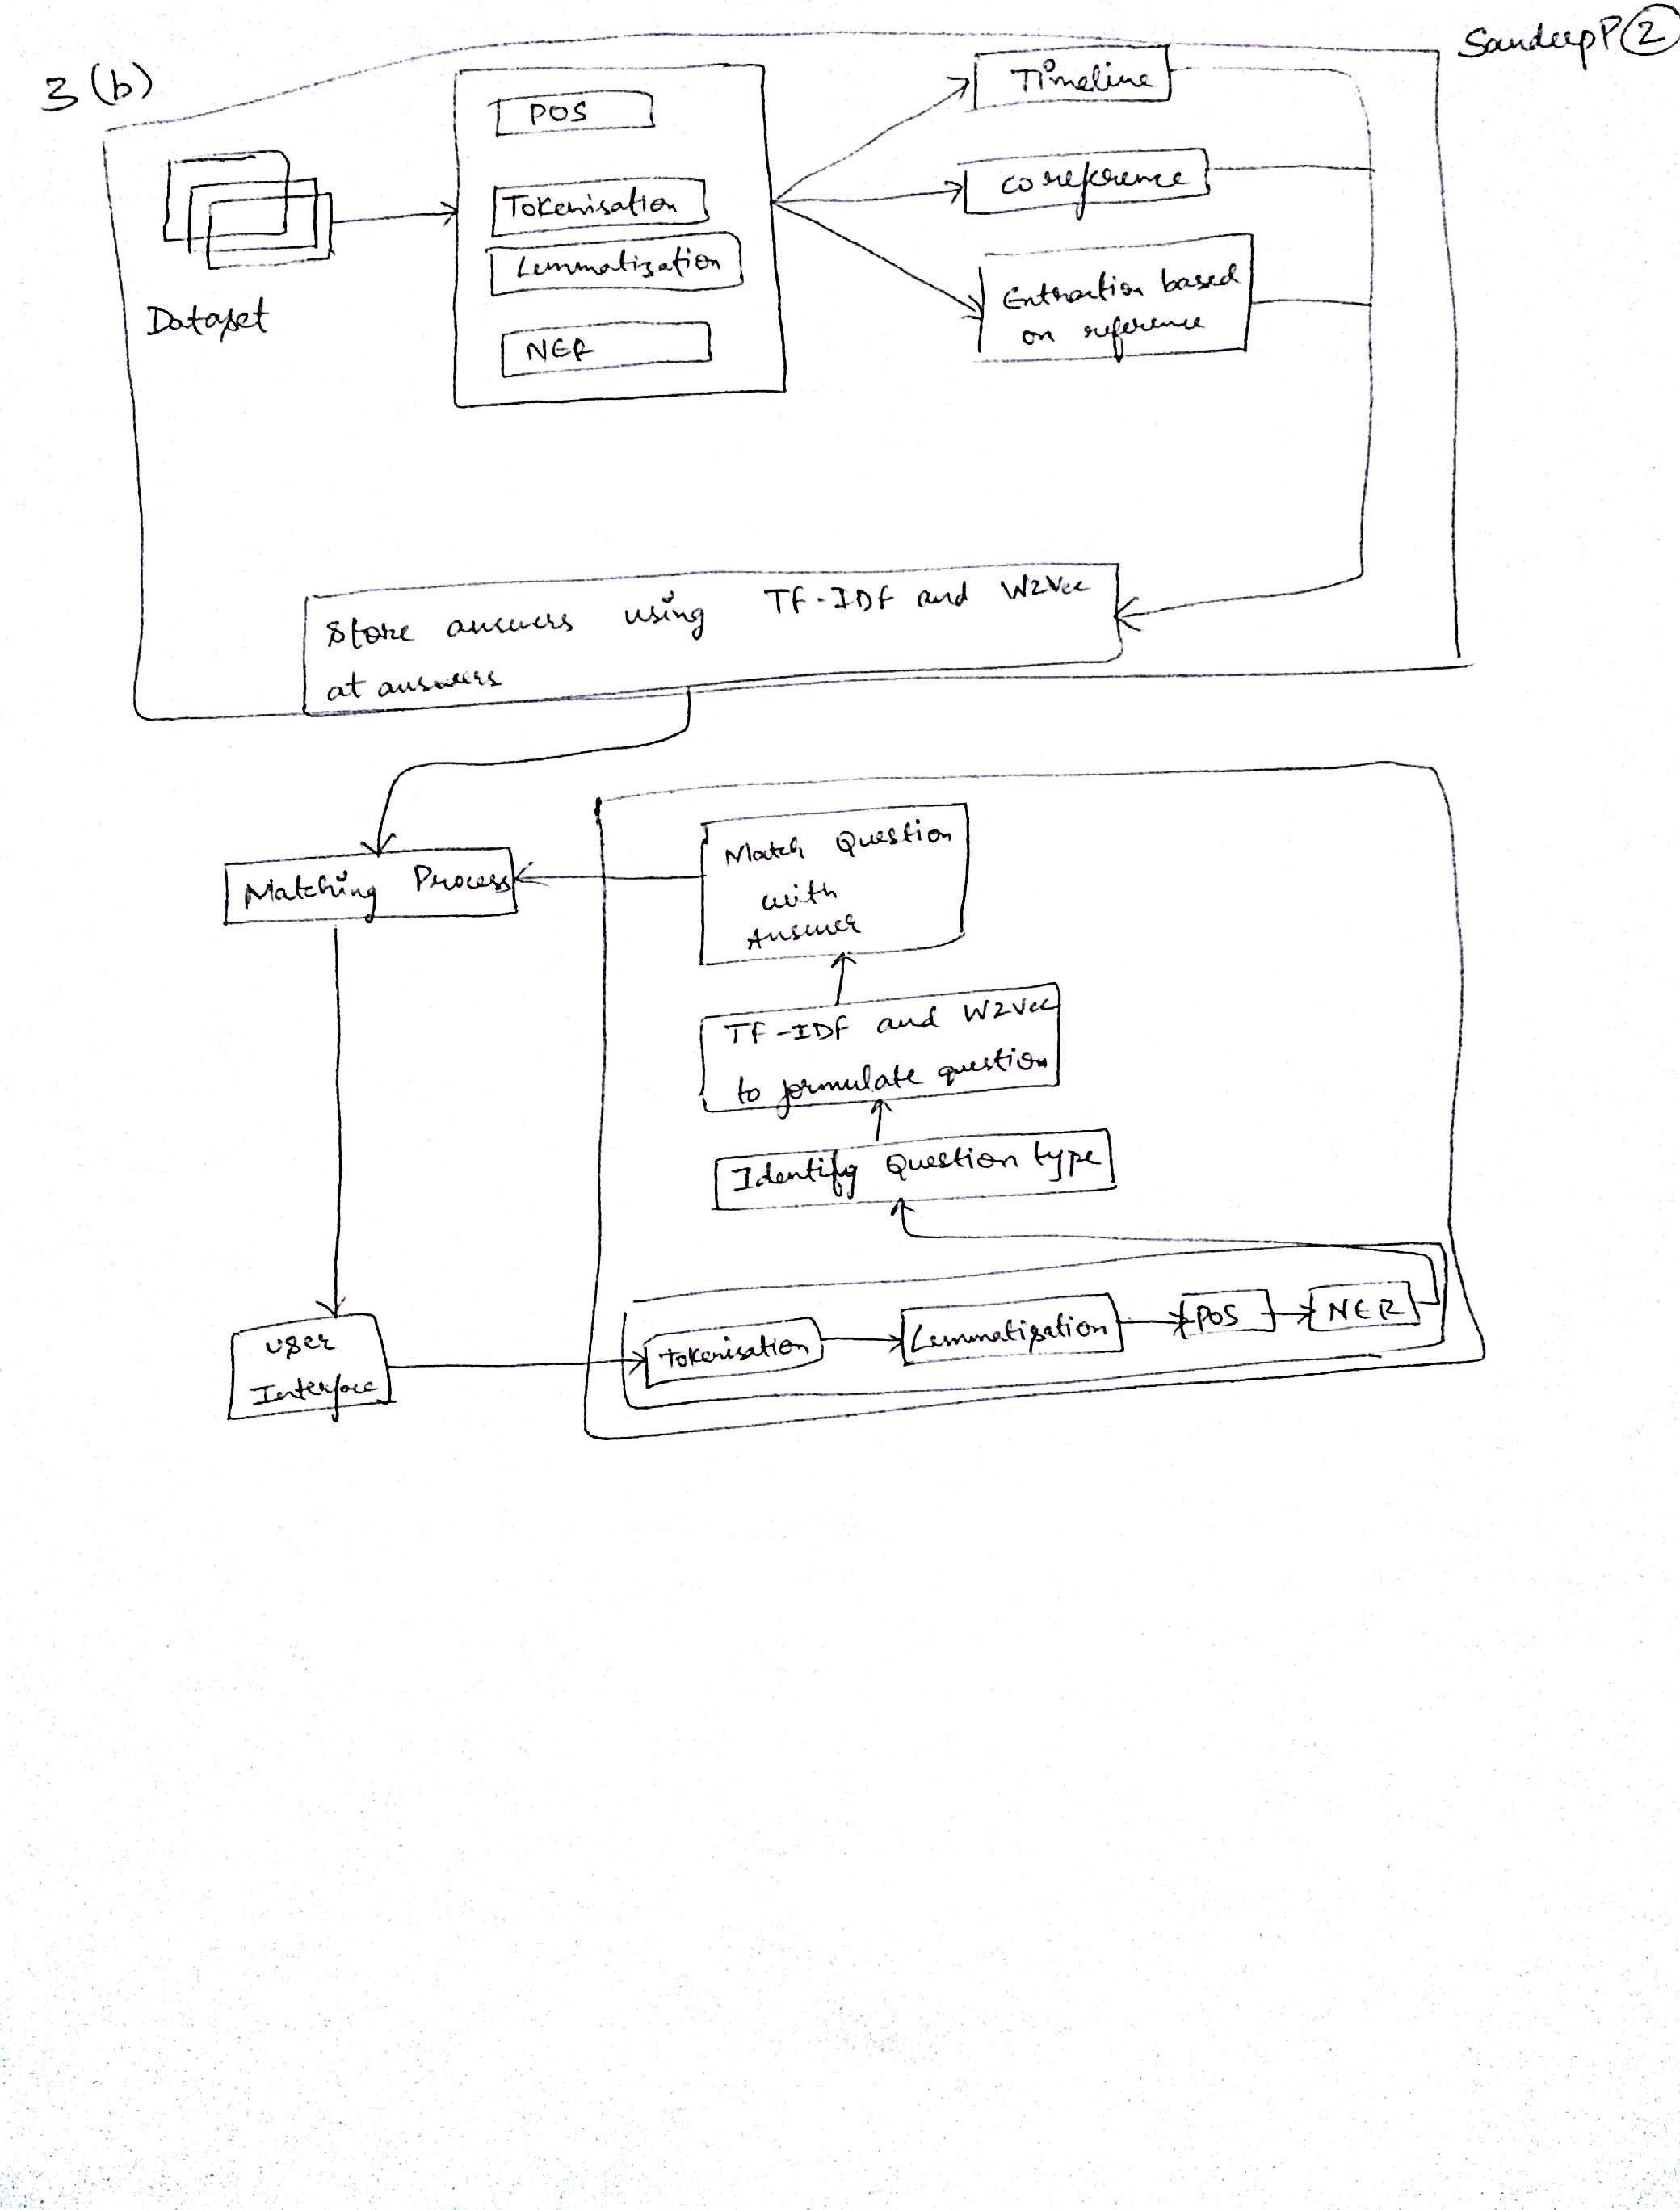 SandeepP 2
3 (b)
POS
Tokenisation
Lemmatization
NER
Dataset
Timeline
coreference
Extraction based
on reference
Store answers using TF-IDF and W2Vec
at answers
Matching Process
Match Question
with
Answer
TF-IDF and W2Vec
to formulate question
Identify Question type
Tokenisation
Lemmatization
POS
NER
User
Interface